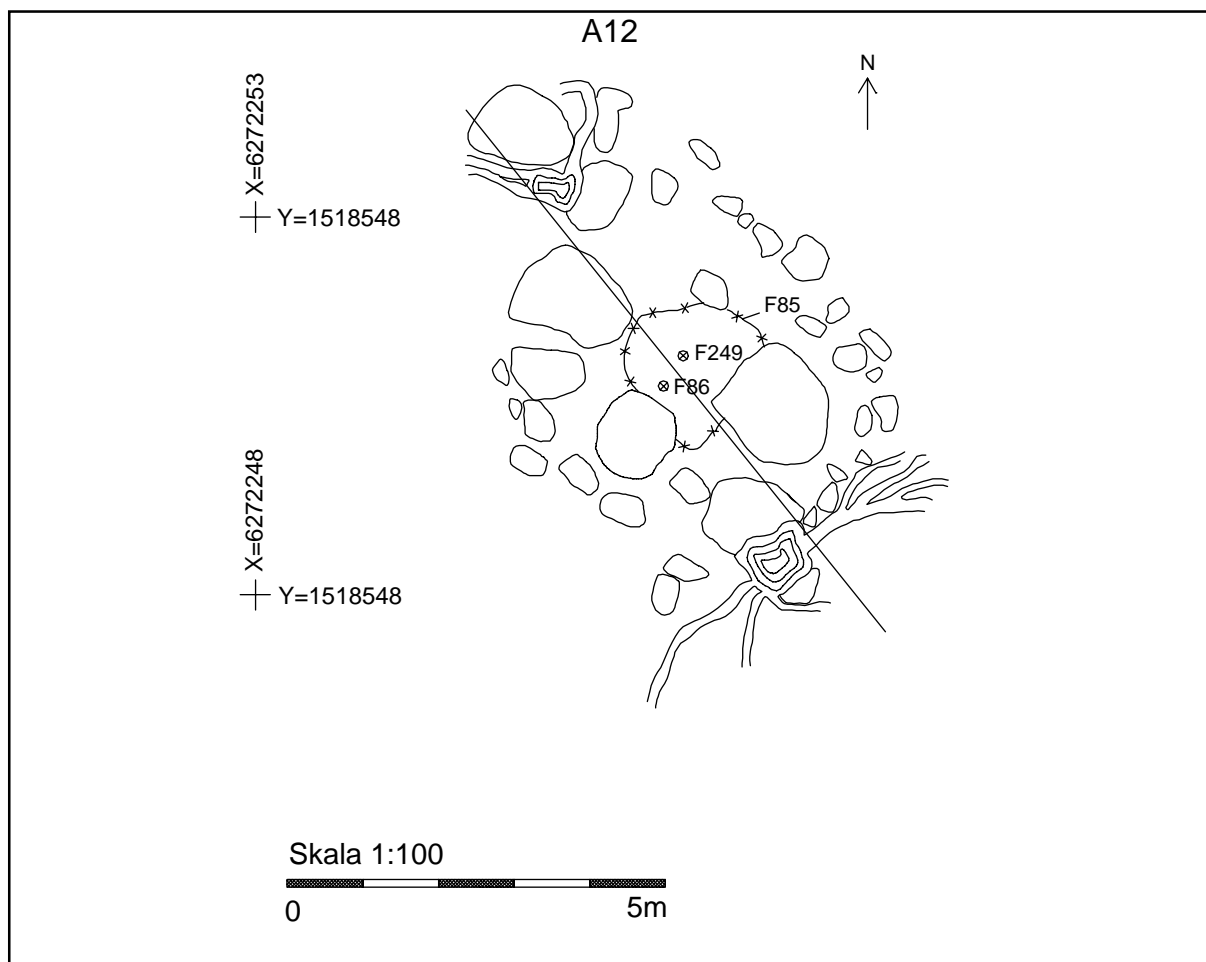 A12
N
X=6272253
Y=1518548
F85
F249
F86
X=6272248
Y=1518548
Skala 1:100
0 5m